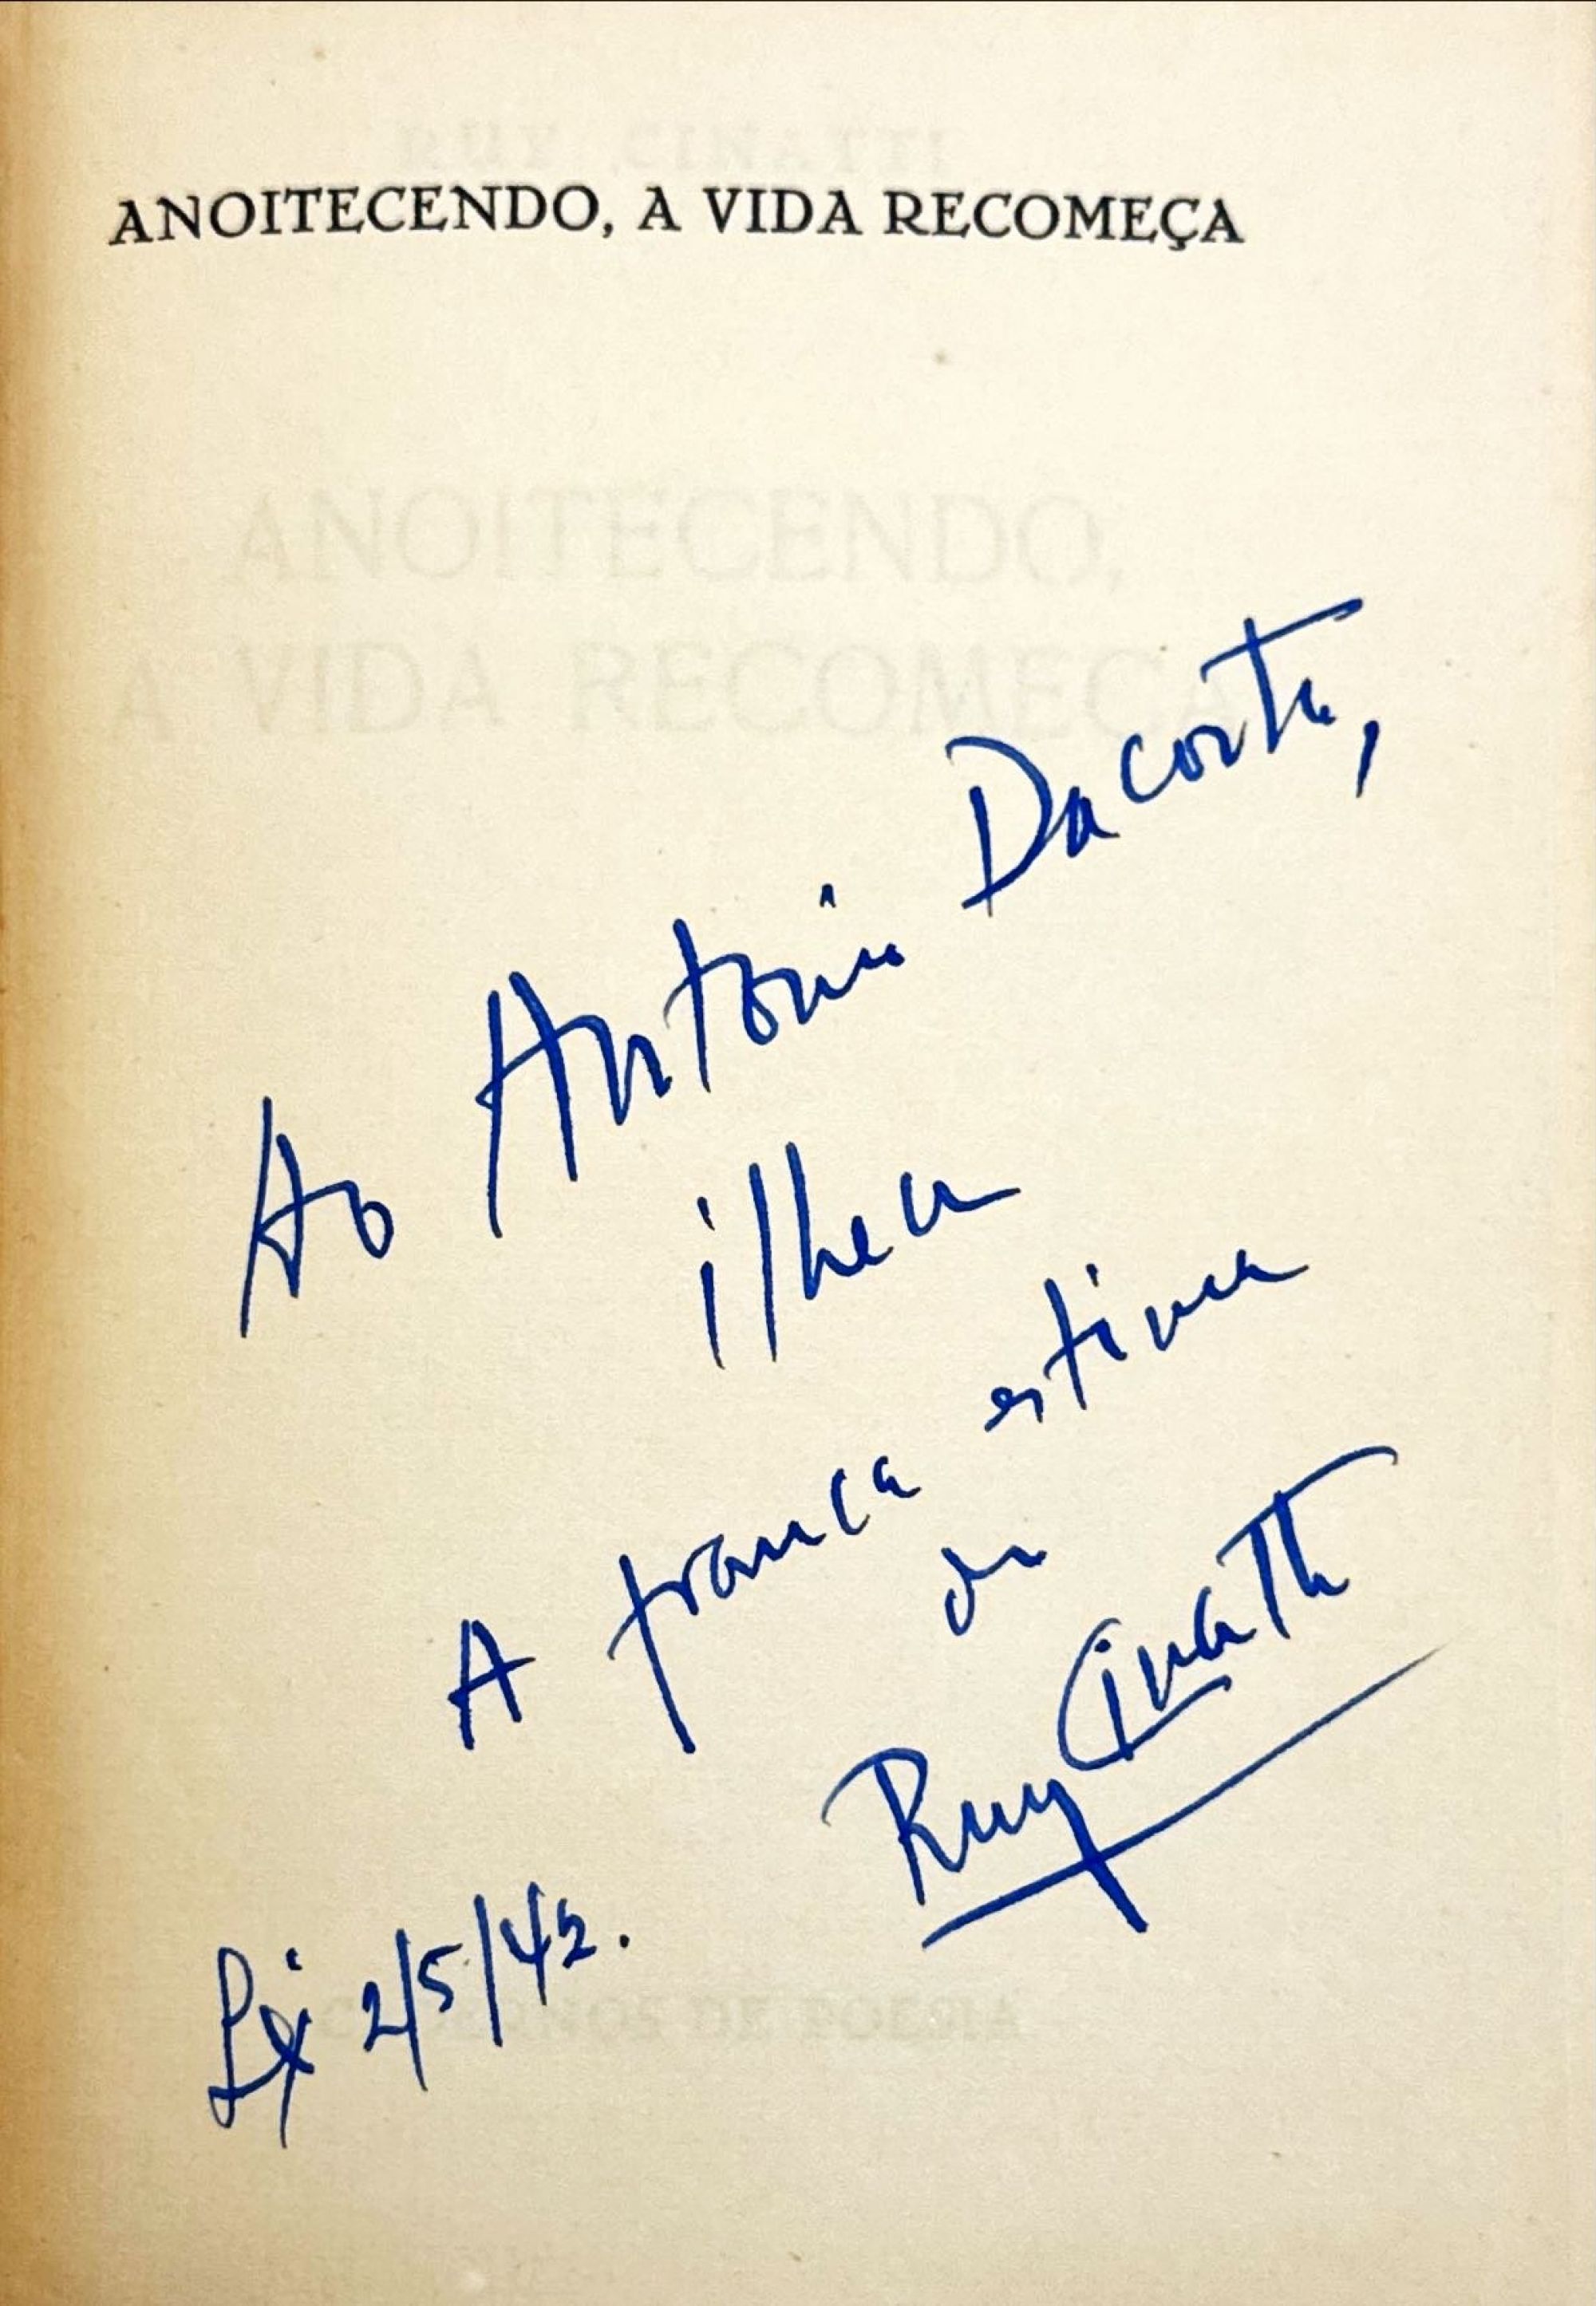 RUY CINATTI
ANOITECENDO, A VIDA RECOMEÇA
ANOITECENDO,
A VIDA RECOMEÇA
Ao António Dacosta,
ilheu
A franca estima
de
Ruy Cinatti
Lx 2/5/42.
CADERNOS DE POESIA